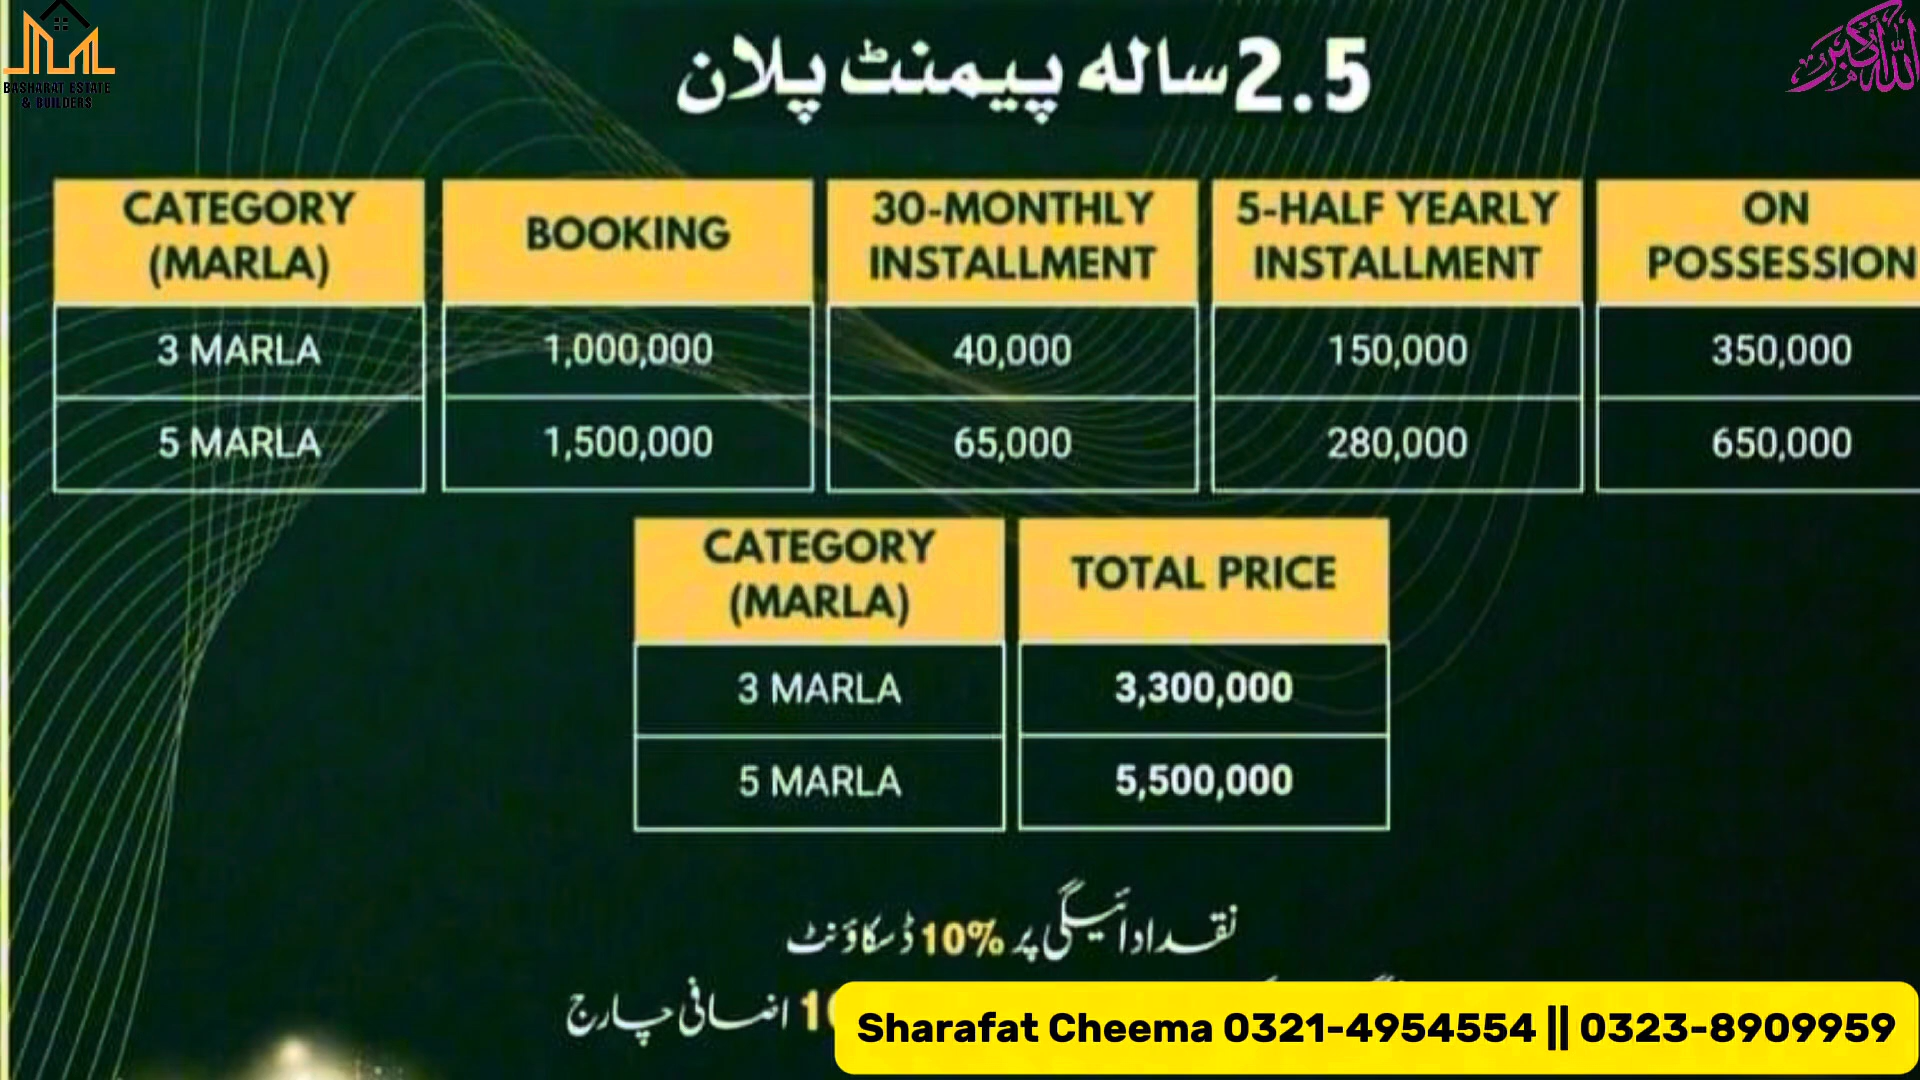 BASHARAT ESTATE
& BUILDERS
الله أكبر
2.5 سالہ پیمنٹ پلان
CATEGORY (MARLA) BOOKING 30-MONTHLY INSTALLMENT 5-HALF YEARLY INSTALLMENT ON POSSESSION
3 MARLA 1,000,000 40,000 150,000 350,000
5 MARLA 1,500,000 65,000 280,000 650,000
CATEGORY (MARLA) TOTAL PRICE
3 MARLA 3,300,000
5 MARLA 5,500,000
نقد ادائیگی پر 10% ڈسکاؤنٹ
اضافی چارج
Sharafat Cheema 0321-4954554 || 0323-8909959